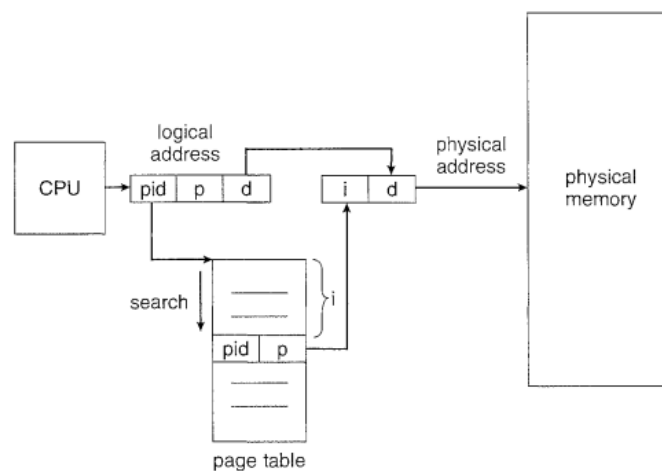 logical
address
physical
address
CPU
pid p d
i d
physical
memory
search
i
pid p
page table